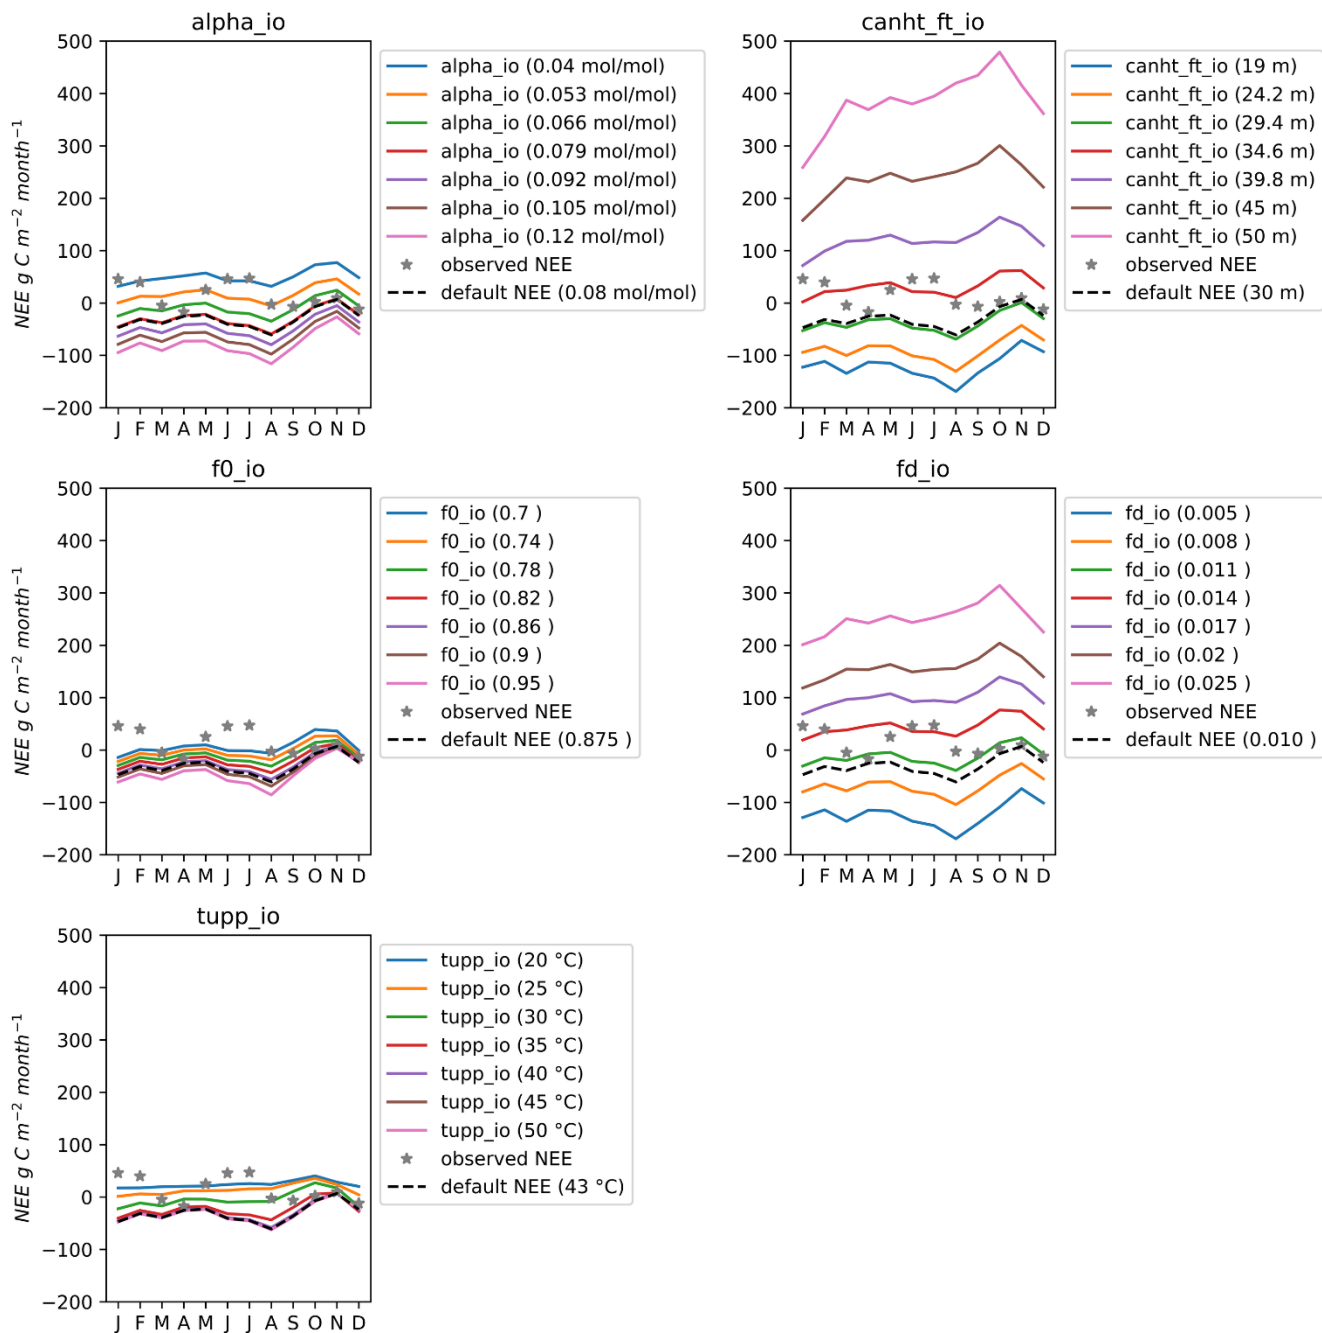 alpha_io
NEE g C m⁻² month⁻¹
500
400
300
200
100
0
−100
−200
J F M A M J J A S O N D
alpha_io (0.04 mol/mol)
alpha_io (0.053 mol/mol)
alpha_io (0.066 mol/mol)
alpha_io (0.079 mol/mol)
alpha_io (0.092 mol/mol)
alpha_io (0.105 mol/mol)
alpha_io (0.12 mol/mol)
observed NEE
default NEE (0.08 mol/mol)
canht_ft_io
500
400
300
200
100
0
−100
−200
J F M A M J J A S O N D
canht_ft_io (19 m)
canht_ft_io (24.2 m)
canht_ft_io (29.4 m)
canht_ft_io (34.6 m)
canht_ft_io (39.8 m)
canht_ft_io (45 m)
canht_ft_io (50 m)
observed NEE
default NEE (30 m)
f0_io
NEE g C m⁻² month⁻¹
500
400
300
200
100
0
−100
−200
J F M A M J J A S O N D
f0_io (0.7 )
f0_io (0.74 )
f0_io (0.78 )
f0_io (0.82 )
f0_io (0.86 )
f0_io (0.9 )
f0_io (0.95 )
observed NEE
default NEE (0.875 )
fd_io
500
400
300
200
100
0
−100
−200
J F M A M J J A S O N D
fd_io (0.005 )
fd_io (0.008 )
fd_io (0.011 )
fd_io (0.014 )
fd_io (0.017 )
fd_io (0.02 )
fd_io (0.025 )
observed NEE
default NEE (0.010 )
tupp_io
NEE g C m⁻² month⁻¹
500
400
300
200
100
0
−100
−200
J F M A M J J A S O N D
tupp_io (20 °C)
tupp_io (25 °C)
tupp_io (30 °C)
tupp_io (35 °C)
tupp_io (40 °C)
tupp_io (45 °C)
tupp_io (50 °C)
observed NEE
default NEE (43 °C)